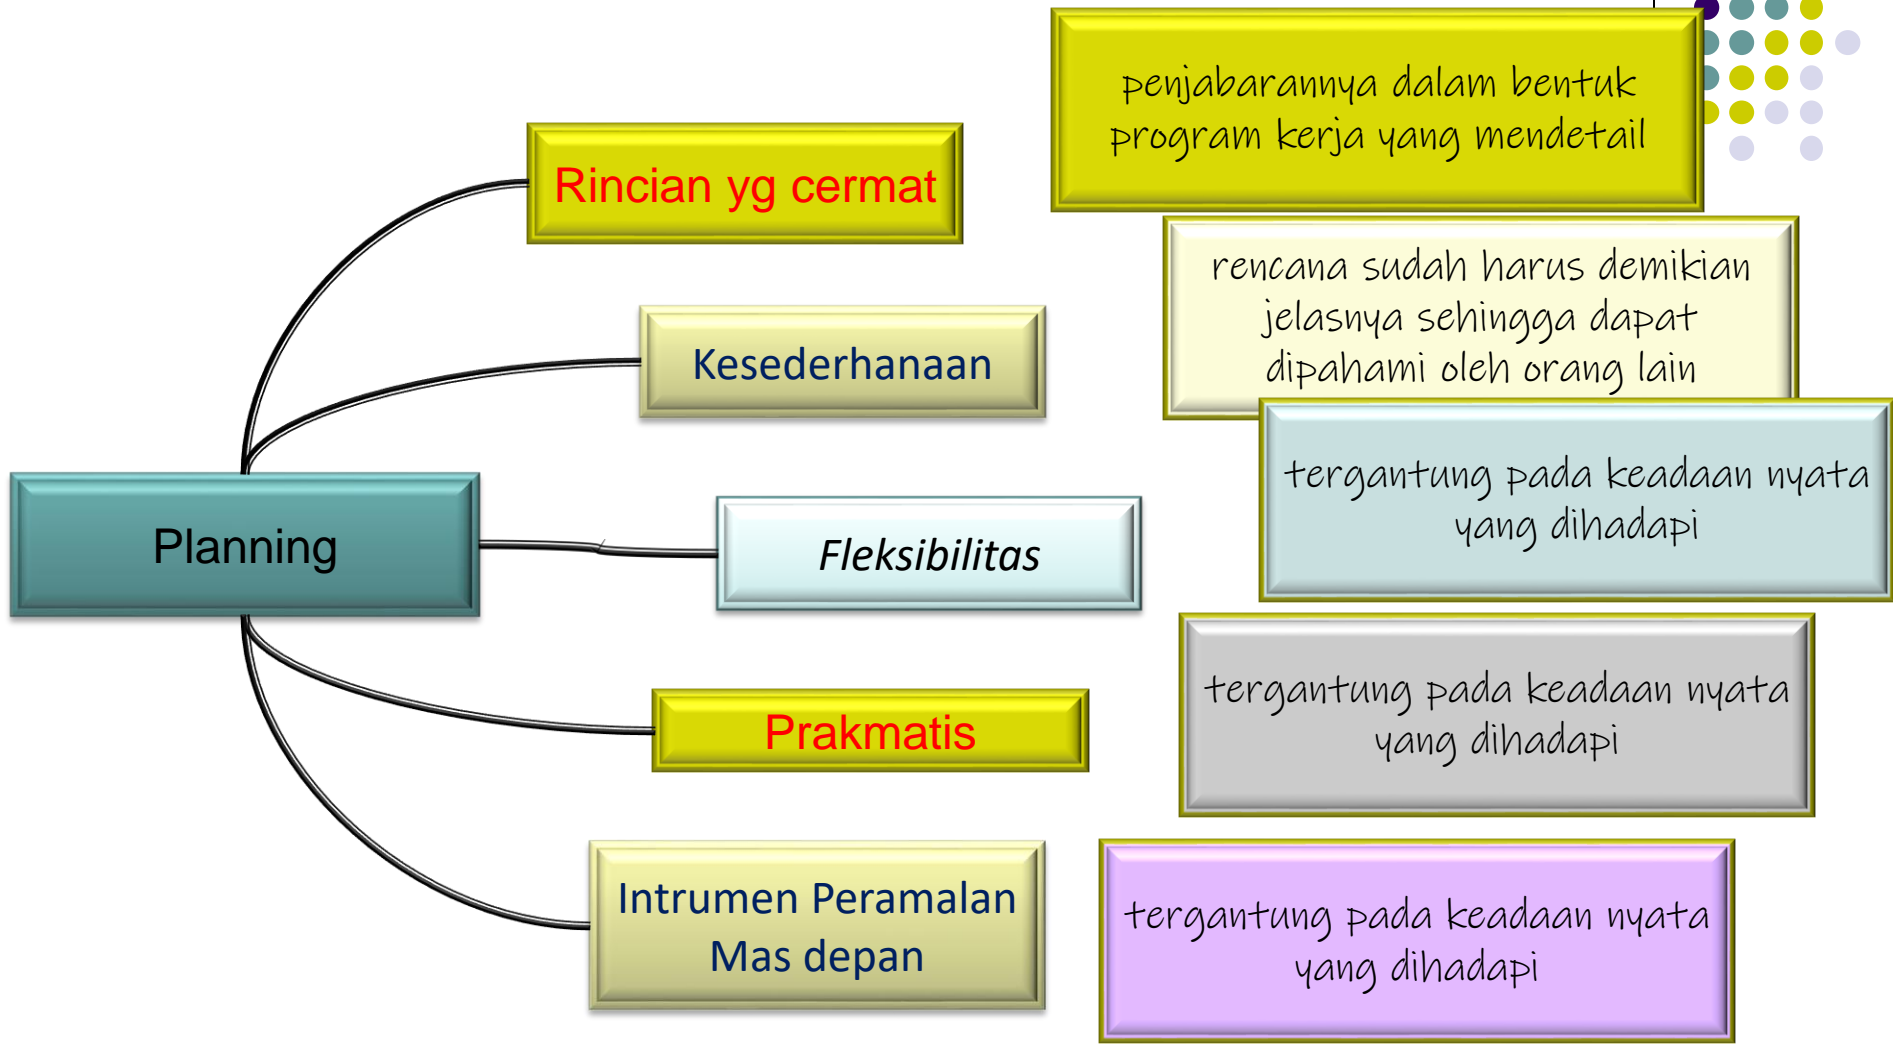 penjabarannya dalam bentuk
program kerja yang mendetail
Rincian yg cermat
rencana sudah harus demikian
jelasnya sehingga dapat
dipahami oleh orang lain
Kesederhanaan
tergantung pada keadaan nyata
yang dihadapi
Planning
Fleksibilitas
tergantung pada keadaan nyata
yang dihadapi
Prakmatis
Intrumen Peramalan
Mas depan
tergantung pada keadaan nyata
yang dihadapi